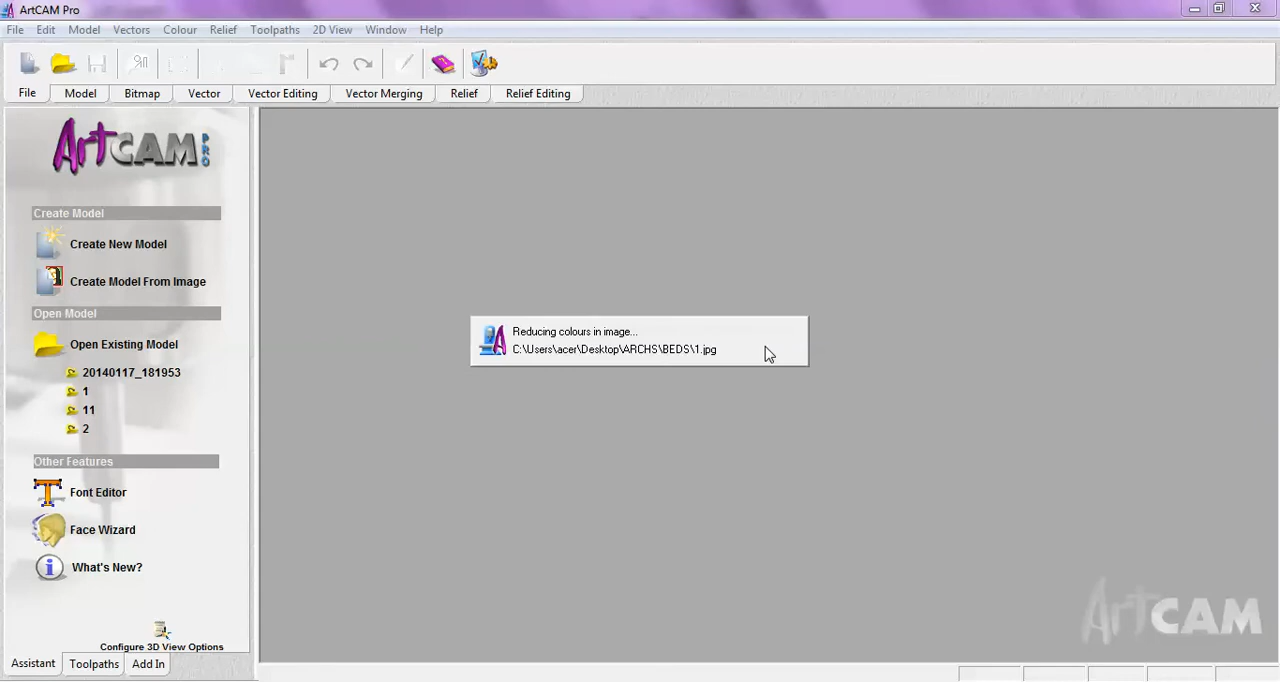 ArtCAM Pro
File Edit Model Vectors Colour Relief Toolpaths 2D View Window Help
File Model Bitmap Vector Vector Editing Vector Merging Relief Relief Editing
ArtCAM PRO
Create Model
Create New Model
Create Model From Image
Open Model
Open Existing Model
20140117_181953
1
11
2
Other Features
Font Editor
Face Wizard
What's New?
Configure 3D View Options
Assistant Toolpaths Add In
Reducing colours in image...
C:\Users\acer\Desktop\ARCHS\BEDS\1.jpg
ArtCAM